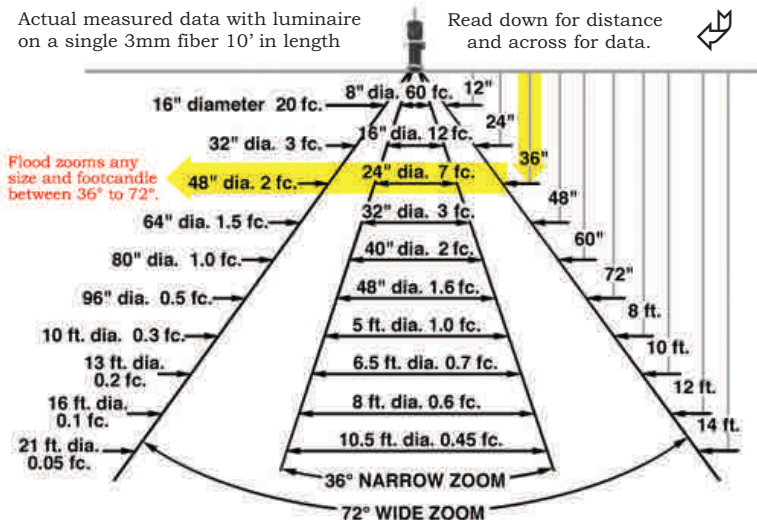 Actual measured data with luminaire
on a single 3mm fiber 10’ in length
Read down for distance
and across for data.
8" dia. 60 fc.
12"
16" diameter 20 fc.
24"
32" dia. 3 fc.
16" dia. 12 fc.
36"
Flood zooms any
size and footcandle
between 36° to 72°.
48" dia. 2 fc.
24" dia. 7 fc.
48"
64" dia. 1.5 fc.
32" dia. 3 fc.
60"
80" dia. 1.0 fc.
40" dia. 2 fc.
72"
96" dia. 0.5 fc.
48" dia. 1.6 fc.
8 ft.
10 ft. dia. 0.3 fc.
5 ft. dia. 1.0 fc.
10 ft.
13 ft. dia.
0.2 fc.
6.5 ft. dia. 0.7 fc.
12 ft.
16 ft. dia.
0.1 fc.
8 ft. dia. 0.6 fc.
14 ft.
21 ft. dia.
0.05 fc.
10.5 ft. dia. 0.45 fc.
36° NARROW ZOOM
72° WIDE ZOOM